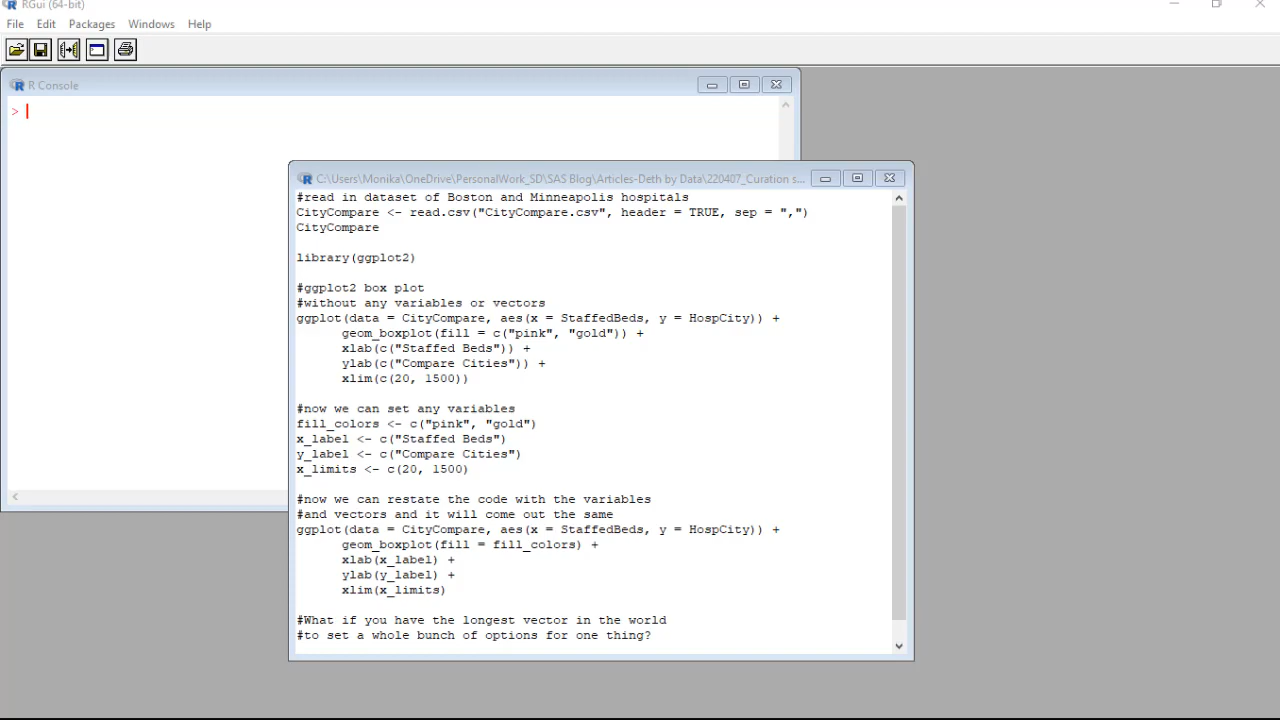 RGui (64-bit)
File Edit Packages Windows Help
R Console
>
C:\Users\Monika\OneDrive\PersonalWork_SD\SAS Blog\Articles-Deth by Data\220407_Curation s...
#read in dataset of Boston and Minneapolis hospitals
CityCompare <- read.csv("CityCompare.csv", header = TRUE, sep = ",")
CityCompare
library(ggplot2)
#ggplot2 box plot
#without any variables or vectors
ggplot(data = CityCompare, aes(x = StaffedBeds, y = HospCity)) +
geom_boxplot(fill = c("pink", "gold")) +
xlab(c("Staffed Beds")) +
ylab(c("Compare Cities")) +
xlim(c(20, 1500))
#now we can set any variables
fill_colors <- c("pink", "gold")
x_label <- c("Staffed Beds")
y_label <- c("Compare Cities")
x_limits <- c(20, 1500)
#now we can restate the code with the variables
#and vectors and it will come out the same
ggplot(data = CityCompare, aes(x = StaffedBeds, y = HospCity)) +
geom_boxplot(fill = fill_colors) +
xlab(x_label) +
ylab(y_label) +
xlim(x_limits)
#What if you have the longest vector in the world
#to set a whole bunch of options for one thing?